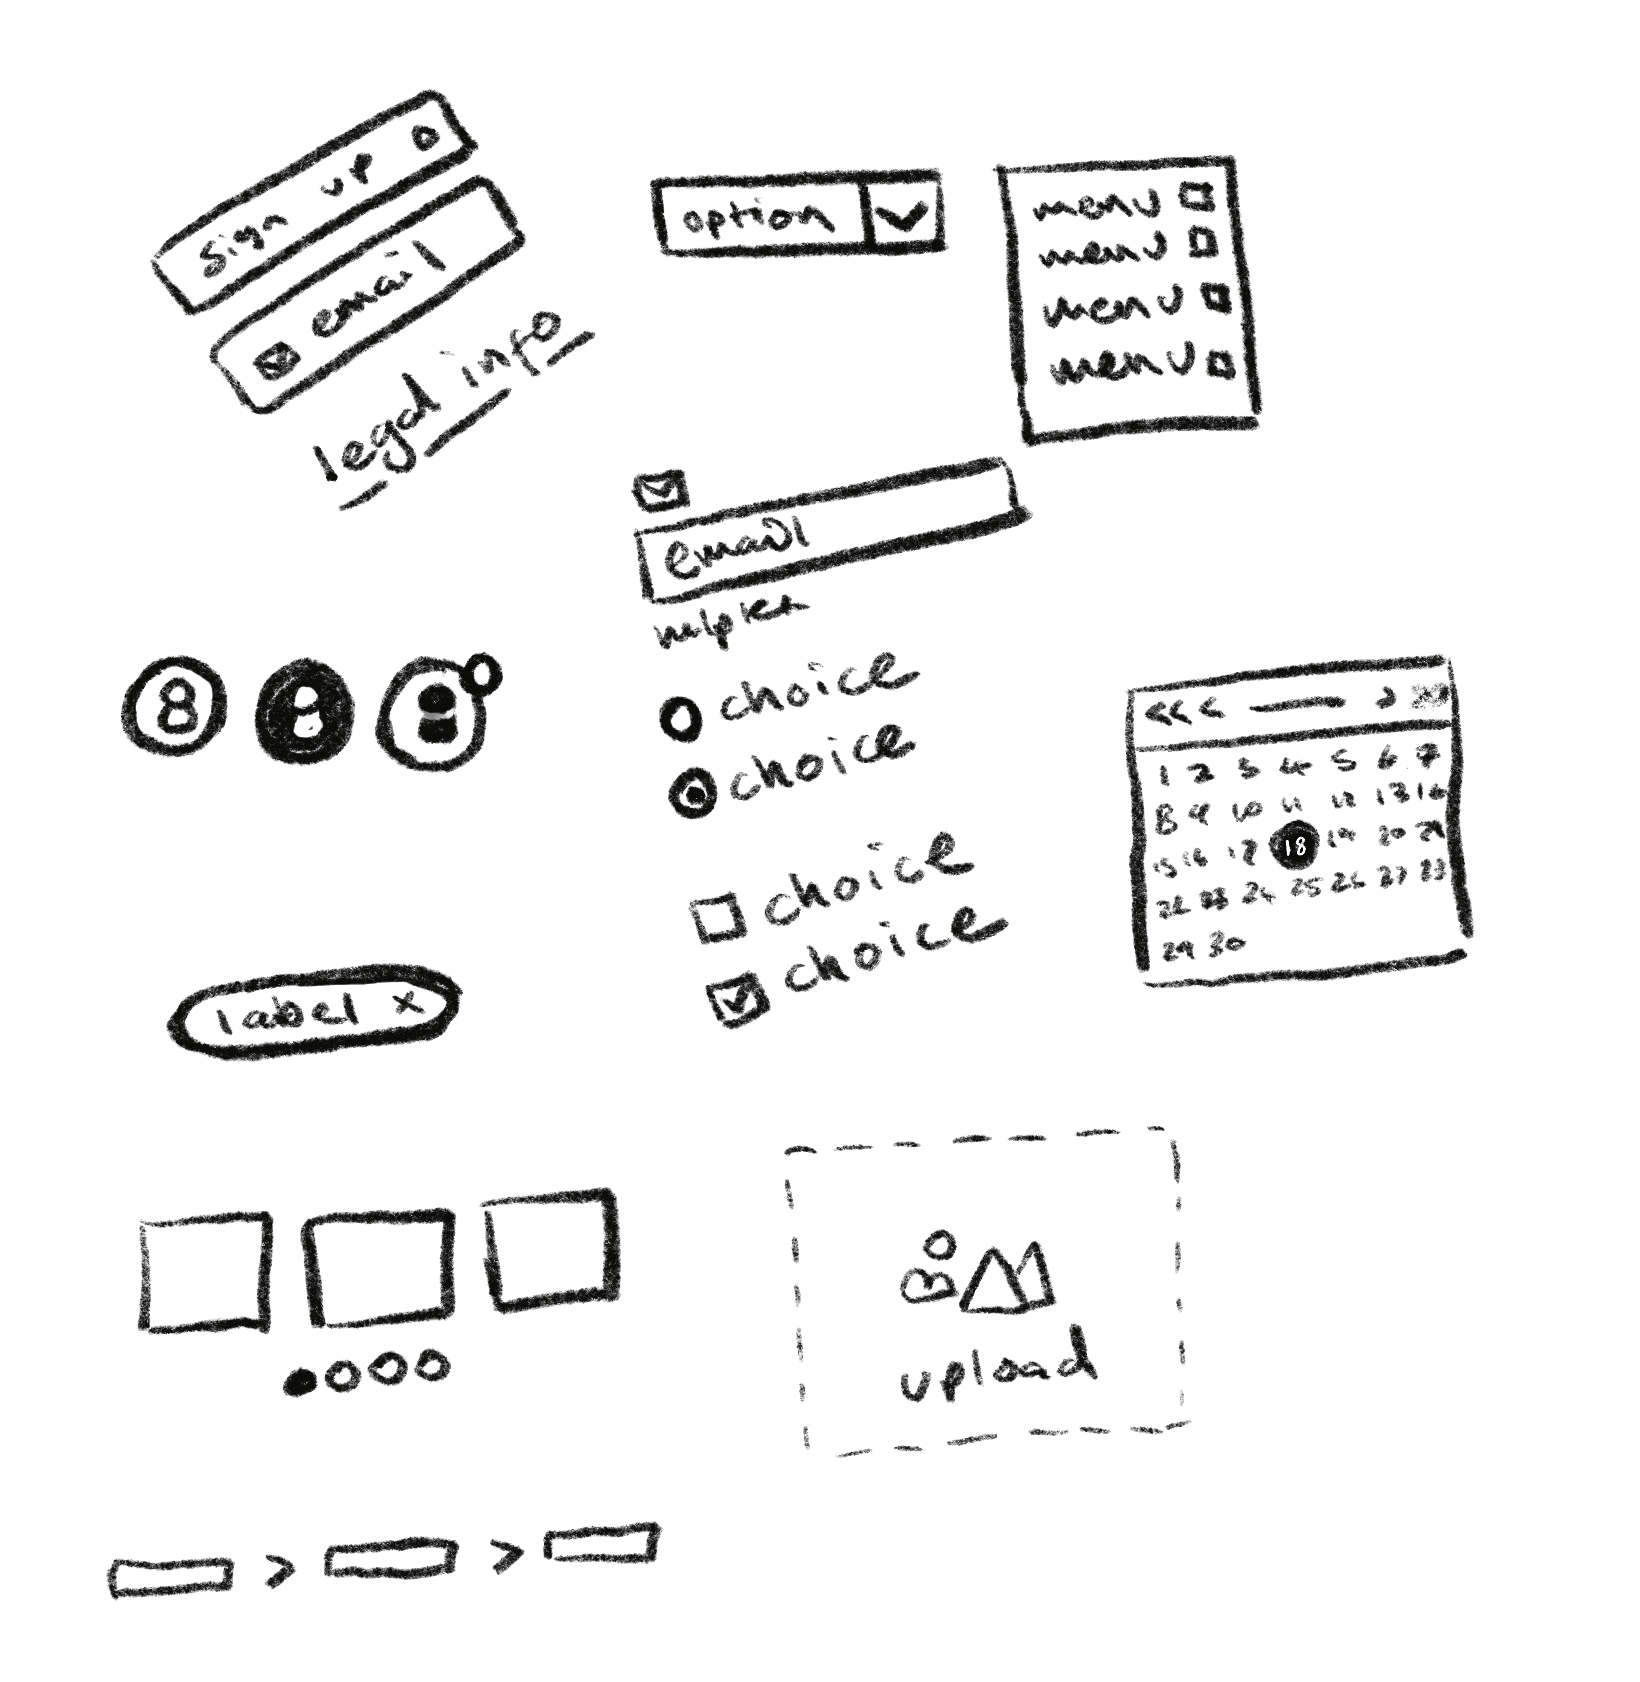 sign up
email
legal info
option
menu
menu
menu
menu
email
choice
choice
choice
choice
<<<
1 2 3 4 5 6 7
8 9 10 11 12 13 14
15 16 17 18 19 20 21
22 23 24 25 26 27
29 30
label x
upload
> >